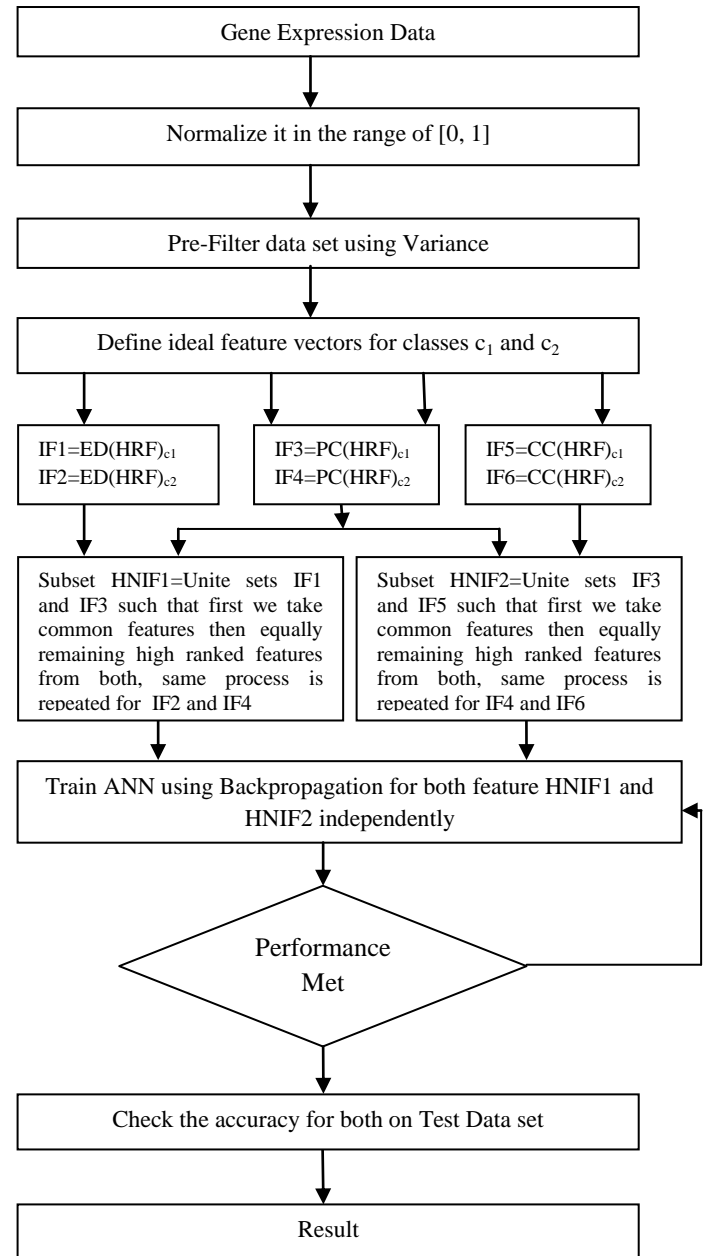 Gene Expression Data
Normalize it in the range of [0, 1]
Pre-Filter data set using Variance
Define ideal feature vectors for classes c1 and c2
IF1=ED(HRF)c1
IF2=ED(HRF)c2
IF3=PC(HRF)c1
IF4=PC(HRF)c2
IF5=CC(HRF)c1
IF6=CC(HRF)c2
Subset HNIF1=Unite sets IF1
and IF3 such that first we take
common features then equally
remaining high ranked features
from both, same process is
repeated for IF2 and IF4
Subset HNIF2=Unite sets IF3
and IF5 such that first we take
common features then equally
remaining high ranked features
from both, same process is
repeated for IF4 and IF6
Train ANN using Backpropagation for both feature HNIF1 and
HNIF2 independently
Performance
Met
Check the accuracy for both on Test Data set
Result